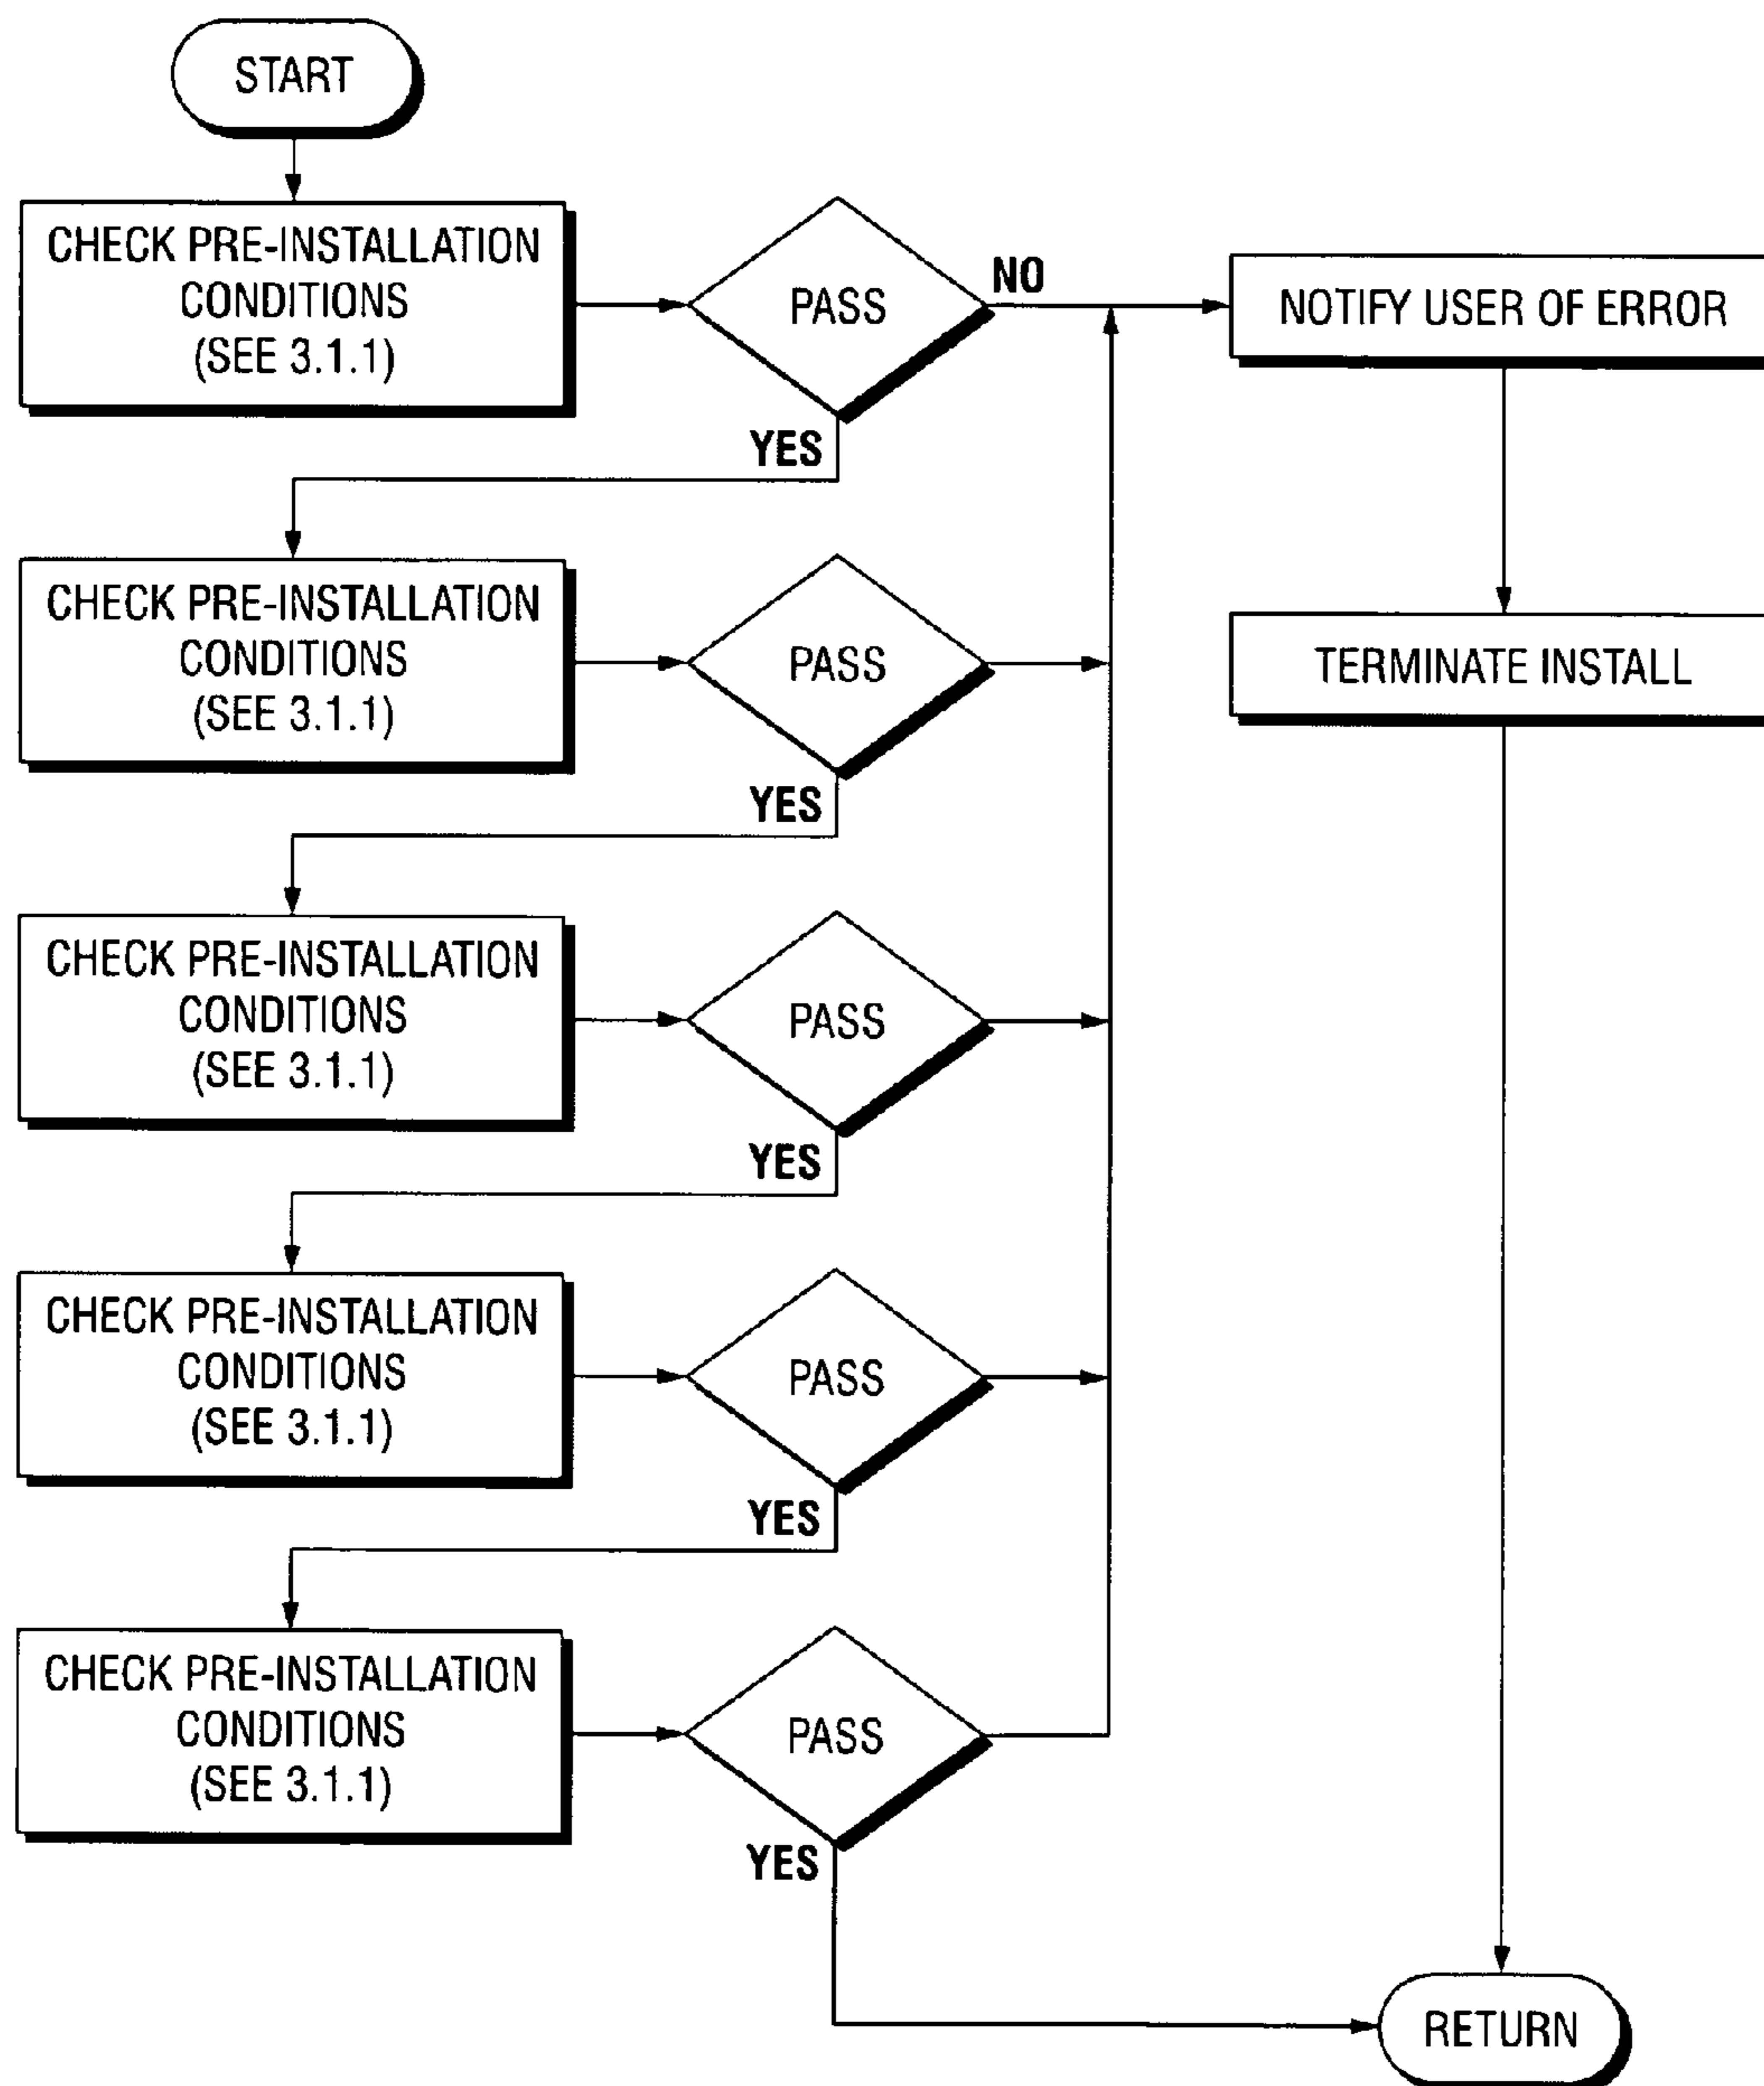 START
CHECK PRE-INSTALLATION
CONDITIONS
(SEE 3.1.1)
PASS
NO
NOTIFY USER OF ERROR
YES
CHECK PRE-INSTALLATION
CONDITIONS
(SEE 3.1.1)
PASS
TERMINATE INSTALL
YES
CHECK PRE-INSTALLATION
CONDITIONS
(SEE 3.1.1)
PASS
YES
CHECK PRE-INSTALLATION
CONDITIONS
(SEE 3.1.1)
PASS
YES
CHECK PRE-INSTALLATION
CONDITIONS
(SEE 3.1.1)
PASS
YES
RETURN